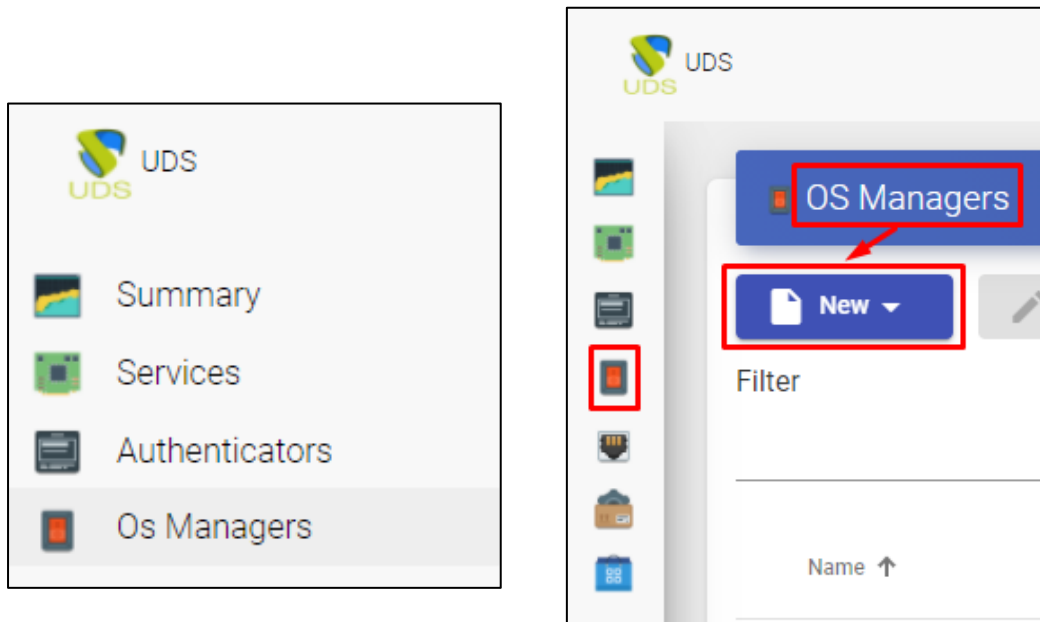 UDS
UDS
Summary
Services
Authenticators
Os Managers
UDS
UDS
OS Managers
New
Filter
Name